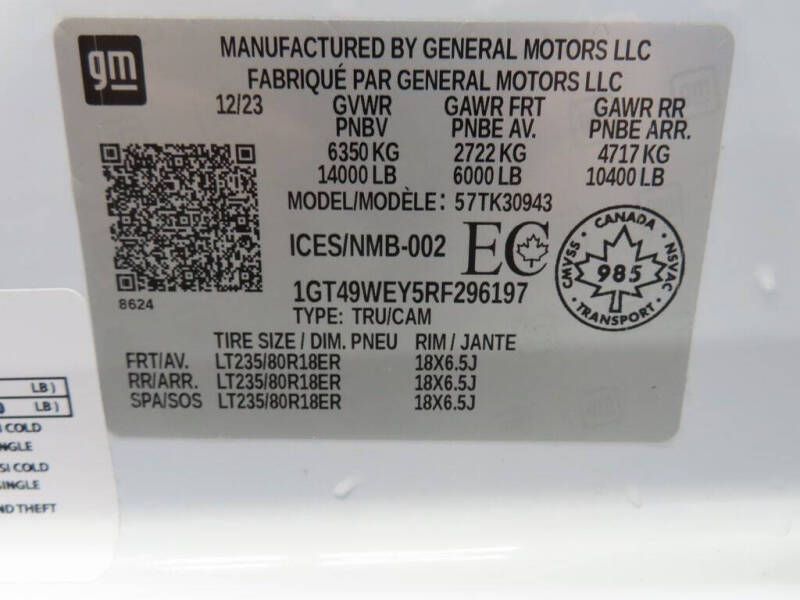 gm
MANUFACTURED BY GENERAL MOTORS LLC
FABRIQUÉ PAR GENERAL MOTORS LLC
12/23 GVWR GAWR FRT GAWR RR
PNBV PNBE AV. PNBE ARR.
6350 KG 2722 KG 4717 KG
14000 LB 6000 LB 10400 LB
MODEL/MODÈLE: 57TK30943
ICES/NMB-002 EC
CANADA
CMVSS 985 NSVAC
TRANSPORT
8624
1GT49WEY5RF296197
TYPE: TRU/CAM
TIRE SIZE / DIM. PNEU RIM / JANTE
FRT/AV. LT235/80R18ER 18X6.5J
RR/ARR. LT235/80R18ER 18X6.5J
SPA/SOS LT235/80R18ER 18X6.5J
LB)
LB)
COLD
SI COLD
THEFT